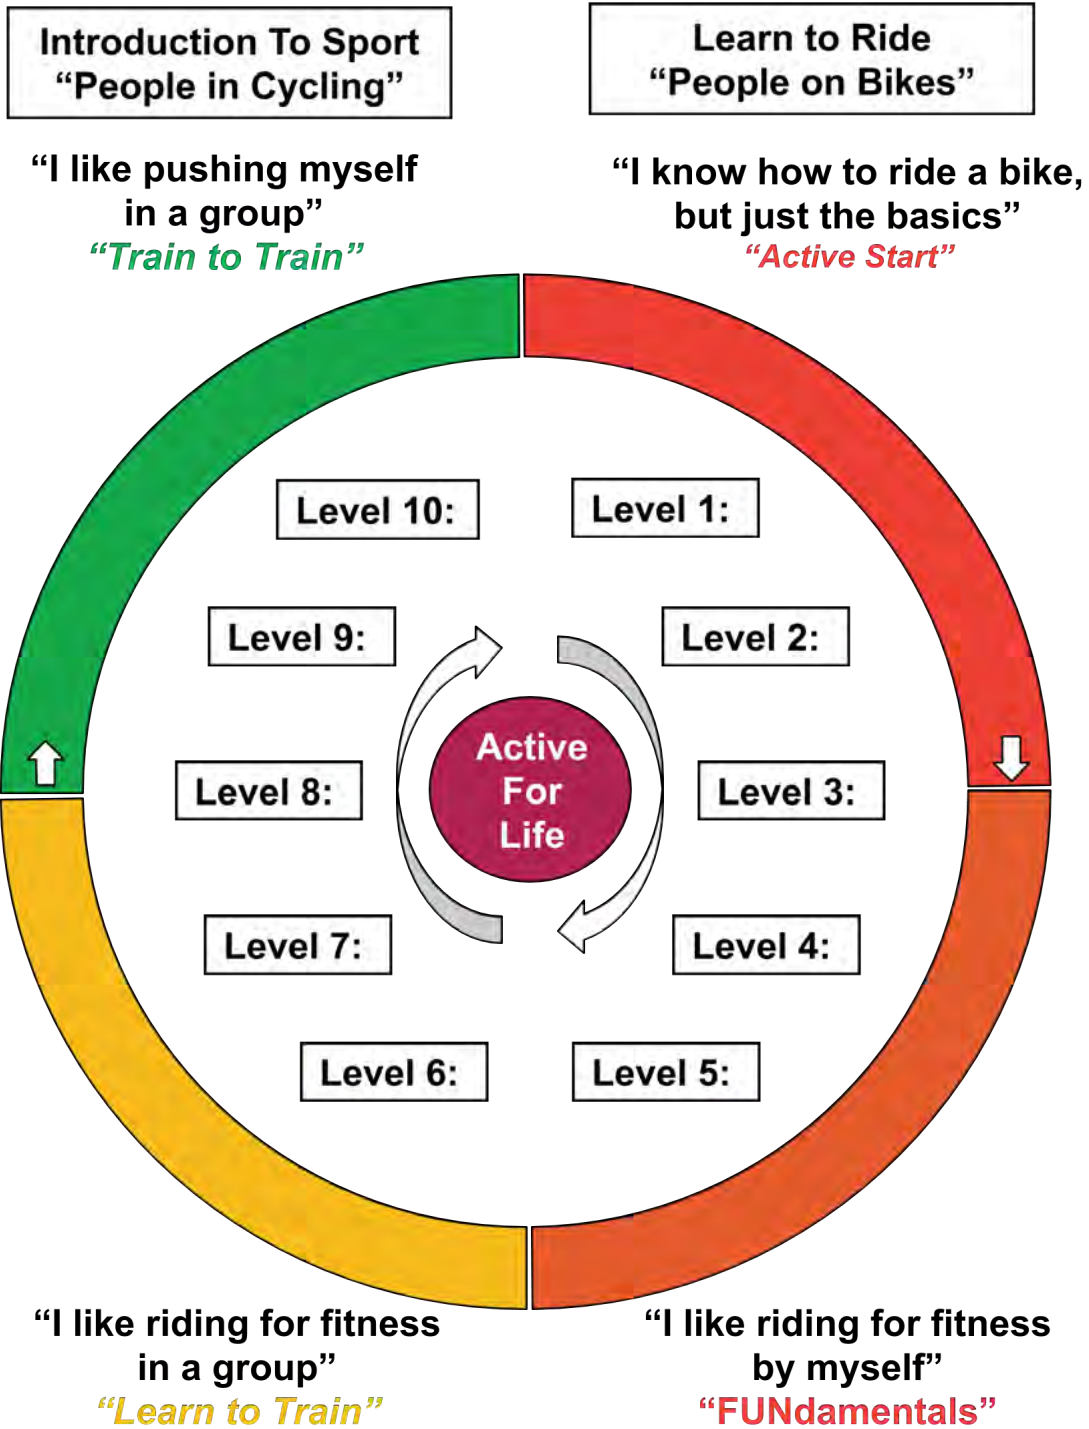 Introduction To Sport
“People in Cycling”
Learn to Ride
“People on Bikes”
“I like pushing myself
in a group”
“Train to Train”
“I know how to ride a bike,
but just the basics”
“Active Start”
Level 10:
Level 1:
Level 9:
Level 2:
Active
For
Life
Level 8:
Level 3:
Level 7:
Level 4:
Level 6:
Level 5:
“I like riding for fitness
in a group”
“Learn to Train”
“I like riding for fitness
by myself”
“FUNdamentals”